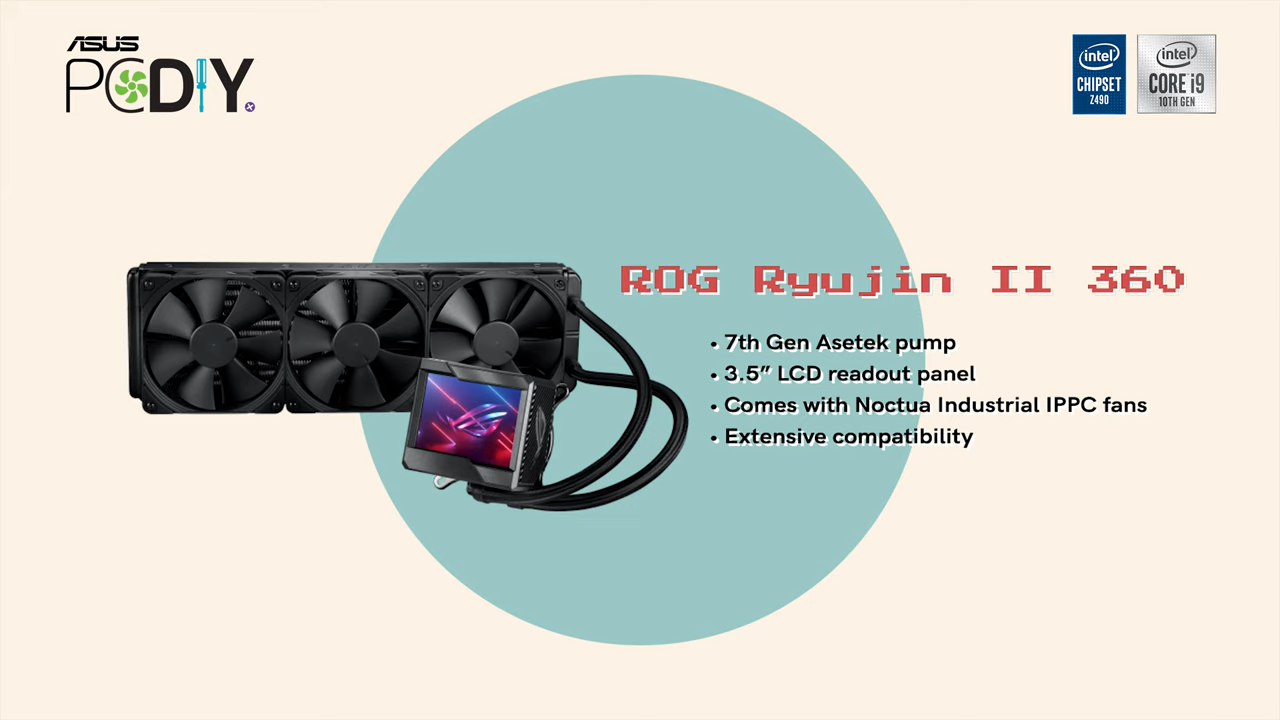 ASUS
PCDIY.
intel
CHIPSET
Z490
intel
CORE i9
10TH GEN
ROG Ryujin II 360
• 7th Gen Asetek pump
• 3.5” LCD readout panel
• Comes with Noctua Industrial IPPC fans
• Extensive compatibility